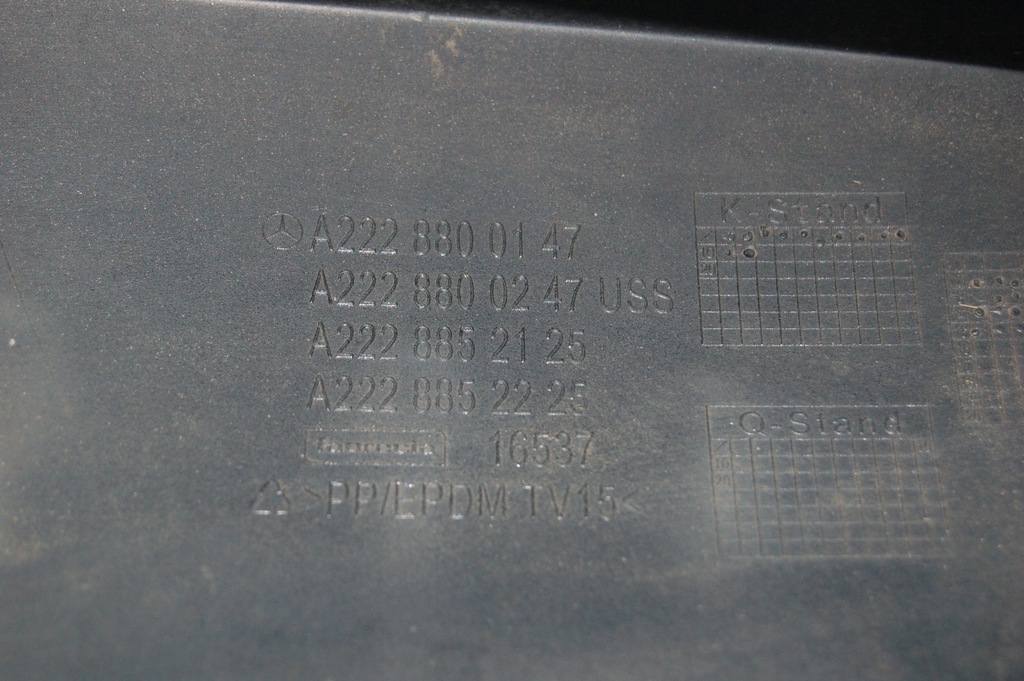 A222 880 01 47
A222 880 02 47 USS
A222 885 21 25
A222 885 22 25
16537
>PP/EPDM TV15<
K-Stand
Q-Stand